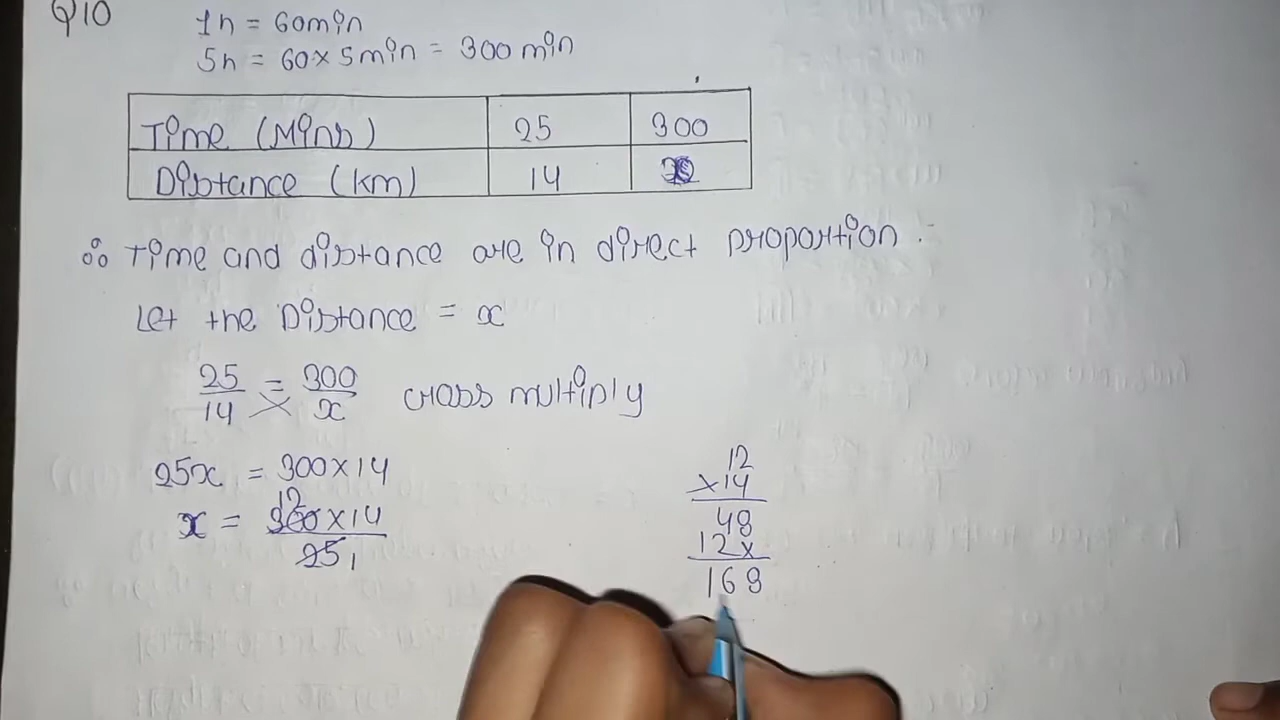 Q10
1h = 60min
5h = 60 × 5min = 300 min
Time (Mins) 25 300
Distance (km) 14
∴ Time and distance are in direct proportion.
Let the Distance = x
25/14 = 300/x cross multiply
25x = 300 × 14
12
x = 300 × 14 / 25 1
12
×14
48
12×
168